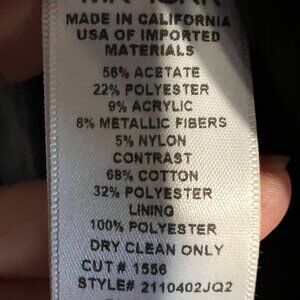 MADE IN CALIFORNIA
USA OF IMPORTED
MATERIALS
56% ACETATE
22% POLYESTER
9% ACRYLIC
8% METALLIC FIBERS
5% NYLON
CONTRAST
68% COTTON
32% POLYESTER
LINING
100% POLYESTER
DRY CLEAN ONLY
CUT # 1556
STYLE# 2110402JQ2